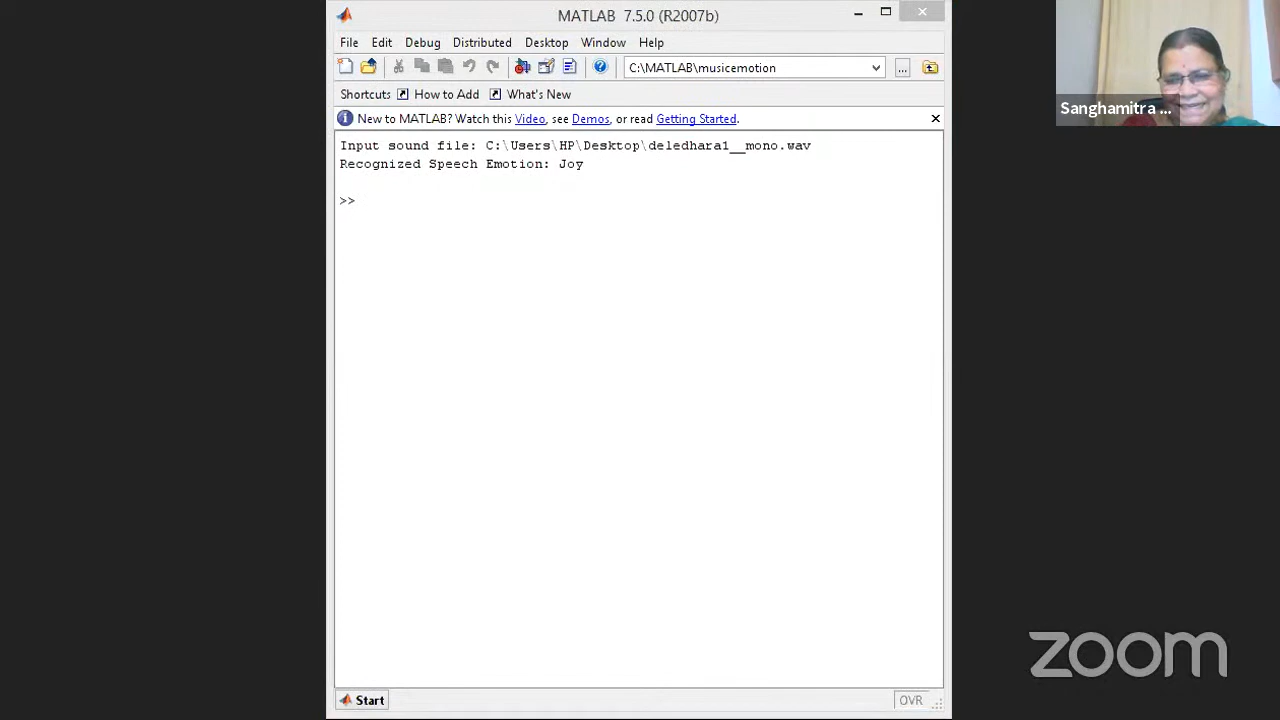 MATLAB 7.5.0 (R2007b)
File Edit Debug Distributed Desktop Window Help
C:\MATLAB\musicemotion
...
Shortcuts How to Add What's New
New to MATLAB? Watch this Video, see Demos, or read Getting Started.
Input sound file: C:\Users\HP\Desktop\deledhara1__mono.wav
Recognized Speech Emotion: Joy
>>
Start
OVR
Sanghamitra ...
zoom